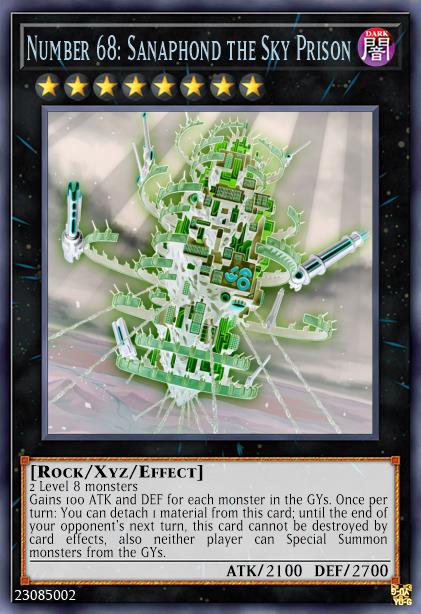 Number 68: Sanaphond the Sky Prison
DARK
闇
68
[Rock/Xyz/Effect]
2 Level 8 monsters
Gains 100 ATK and DEF for each monster in the GYs. Once per
turn: You can detach 1 material from this card; until the end of
your opponent's next turn, this card cannot be destroyed by
card effects, also neither player can Special Summon
monsters from the GYs.
ATK/2100 DEF/2700
23085002